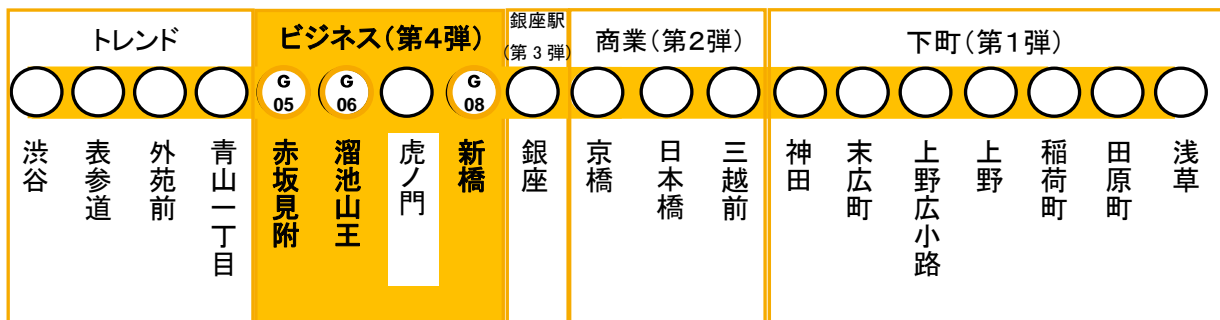 トレンド
ビジネス(第4弾)
銀座駅
(第3弾)
商業(第2弾)
下町(第1弾)
G
05
G
06
G
08
渋谷
表参道
外苑前
青山一丁目
赤坂見附
溜池山王
虎ノ門
新橋
銀座
京橋
日本橋
三越前
神田
末広町
上野広小路
上野
稲荷町
田原町
浅草